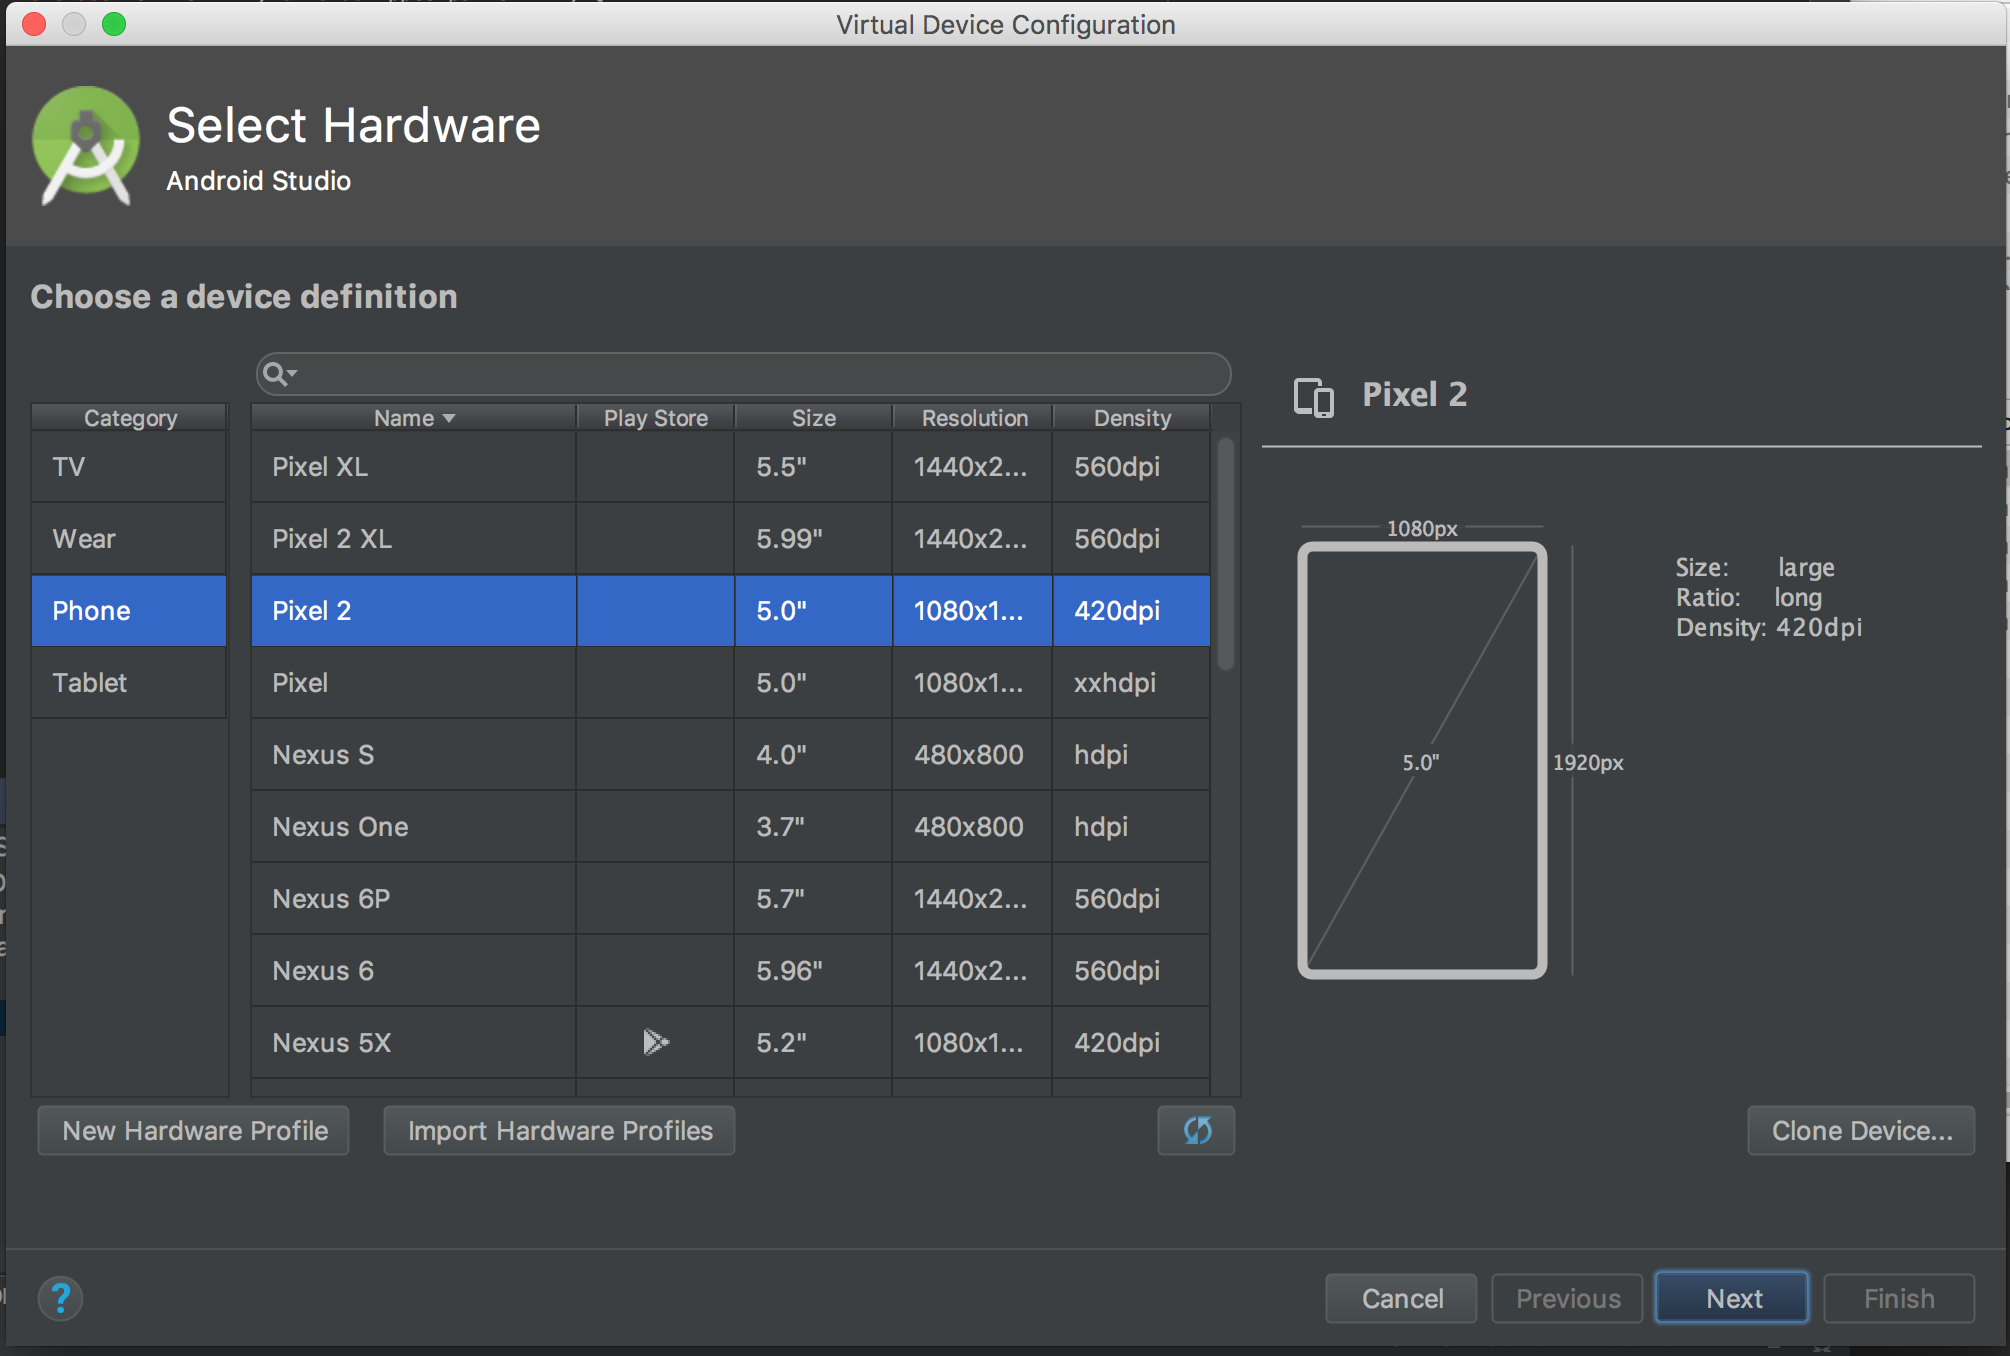 Virtual Device Configuration
Select Hardware
Android Studio
Choose a device definition
Category
Name Play Store Size Resolution Density
TV
Wear
Phone
Tablet
Pixel XL 5.5" 1440x2... 560dpi
Pixel 2 XL 5.99" 1440x2... 560dpi
Pixel 2 5.0" 1080x1... 420dpi
Pixel 5.0" 1080x1... xxhdpi
Nexus S 4.0" 480x800 hdpi
Nexus One 3.7" 480x800 hdpi
Nexus 6P 5.7" 1440x2... 560dpi
Nexus 6 5.96" 1440x2... 560dpi
Nexus 5X 5.2" 1080x1... 420dpi
Pixel 2
1080px
5.0"
1920px
Size: large
Ratio: long
Density: 420dpi
New Hardware Profile
Import Hardware Profiles
Clone Device...
?
Cancel
Previous
Next
Finish